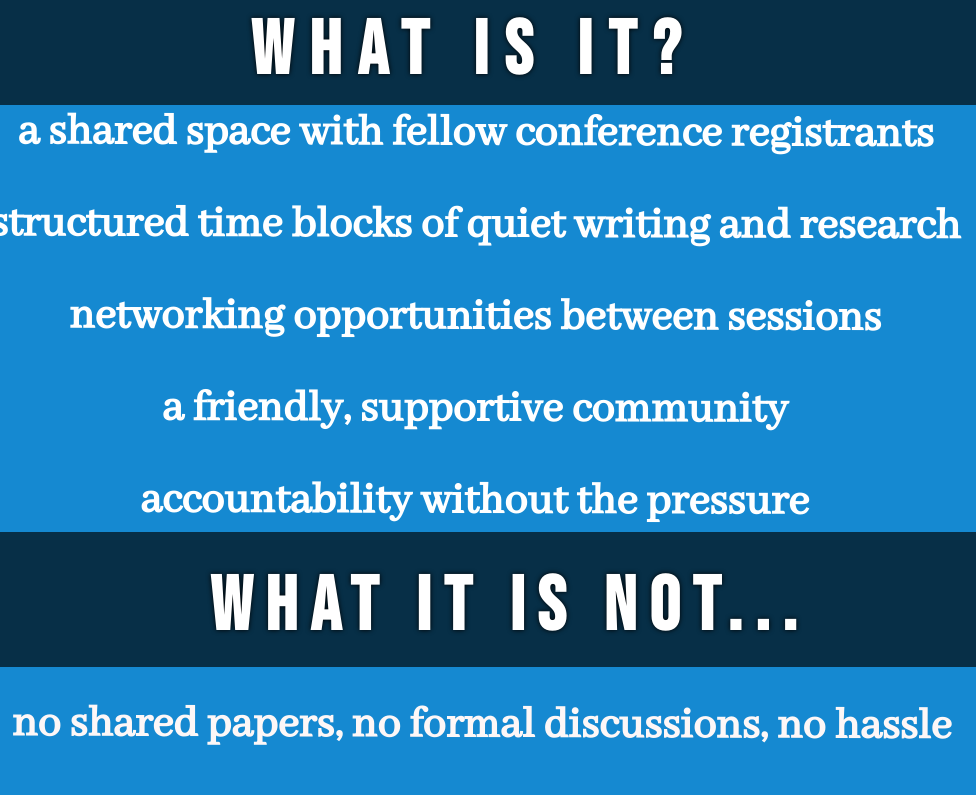 WHAT IS IT?
a shared space with fellow conference registrants
structured time blocks of quiet writing and research
networking opportunities between sessions
a friendly, supportive community
accountability without the pressure
WHAT IT IS NOT...
no shared papers, no formal discussions, no hassle